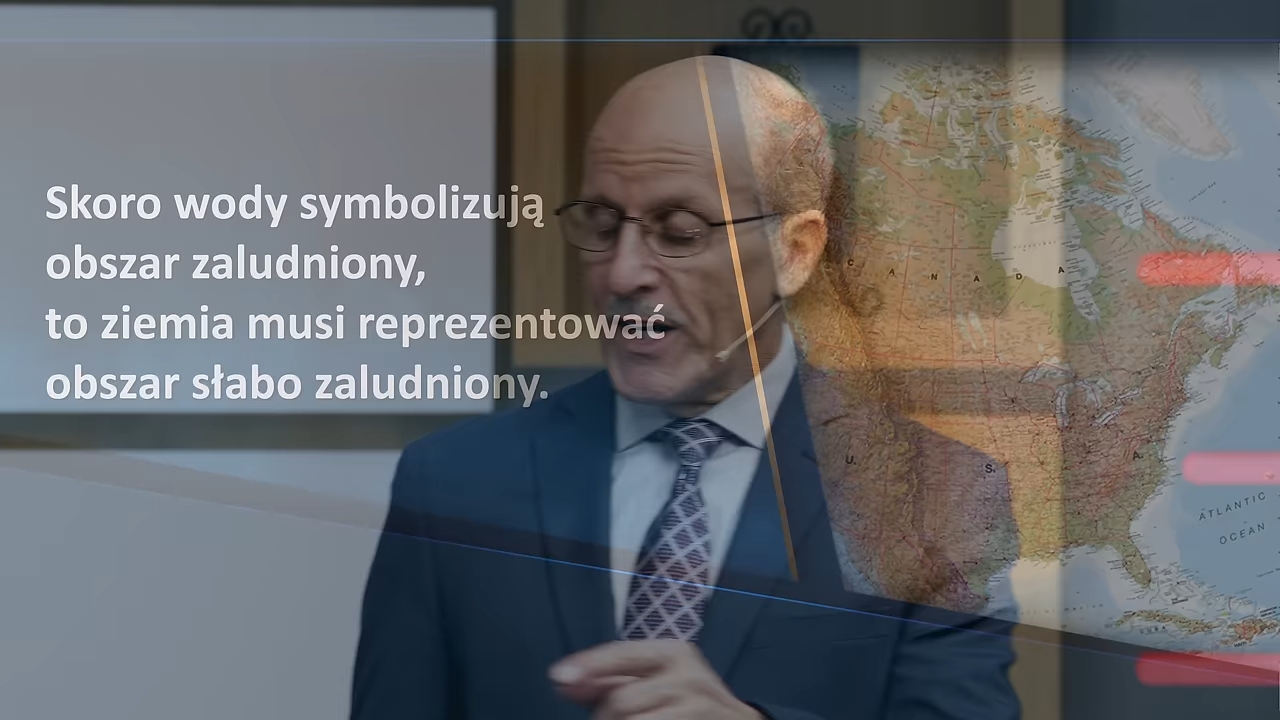 Skoro wody symbolizują
obszar zaludniony,
to ziemia musi reprezentować
obszar słabo zaludniony.
CANADA
U. S. A.
ATLANTIC
OCEAN